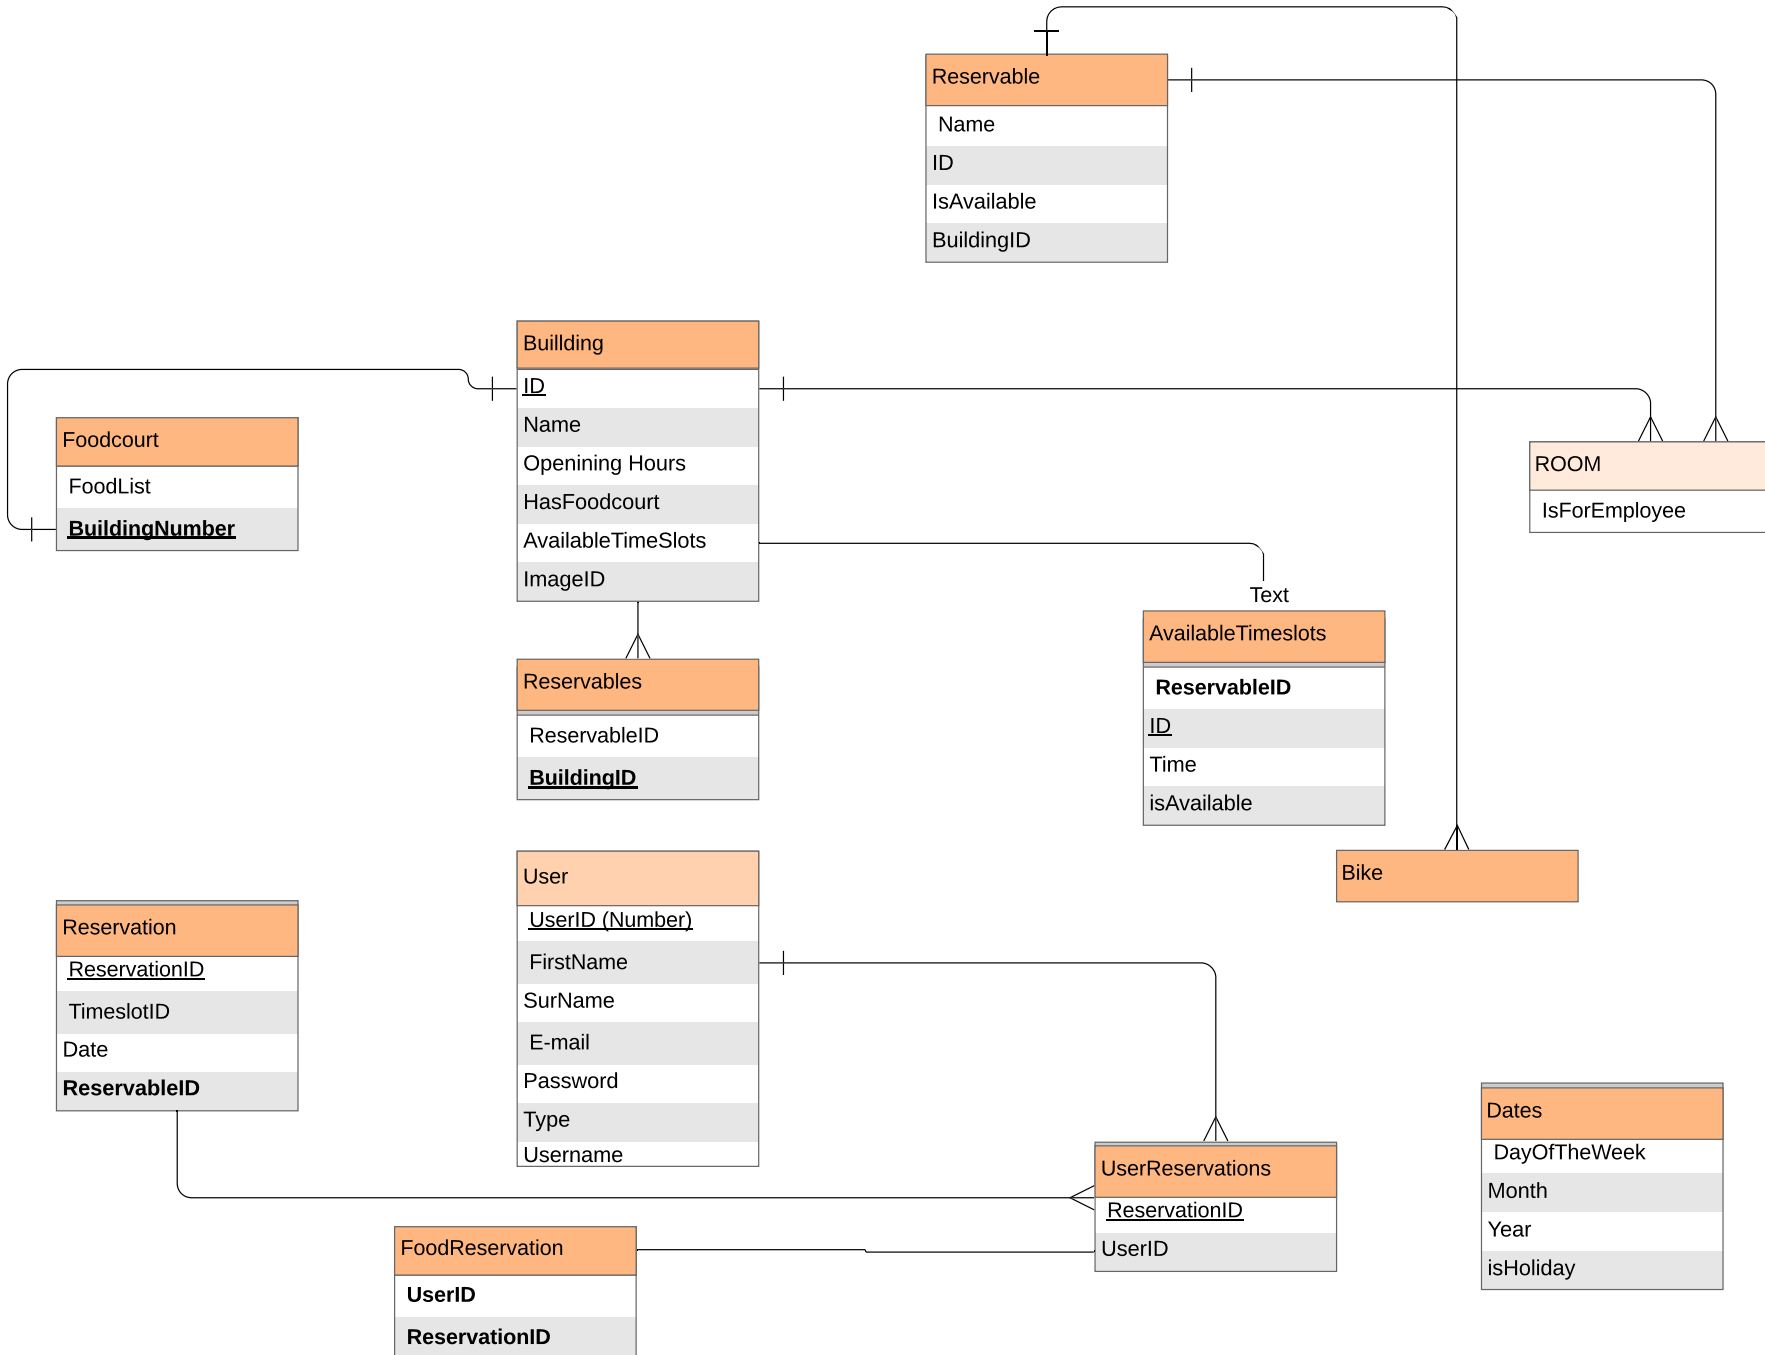 Reservable
Name
ID
IsAvailable
BuildingID
Buillding
ID
Name
Openining Hours
HasFoodcourt
AvailableTimeSlots
ImageID
Foodcourt
FoodList
BuildingNumber
ROOM
IsForEmployee
Text
AvailableTimeslots
ReservableID
ID
Time
isAvailable
Reservables
ReservableID
BuildingID
Bike
User
UserID (Number)
FirstName
SurName
E-mail
Password
Type
Username
Reservation
ReservationID
TimeslotID
Date
ReservableID
UserReservations
ReservationID
UserID
Dates
DayOfTheWeek
Month
Year
isHoliday
FoodReservation
UserID
ReservationID